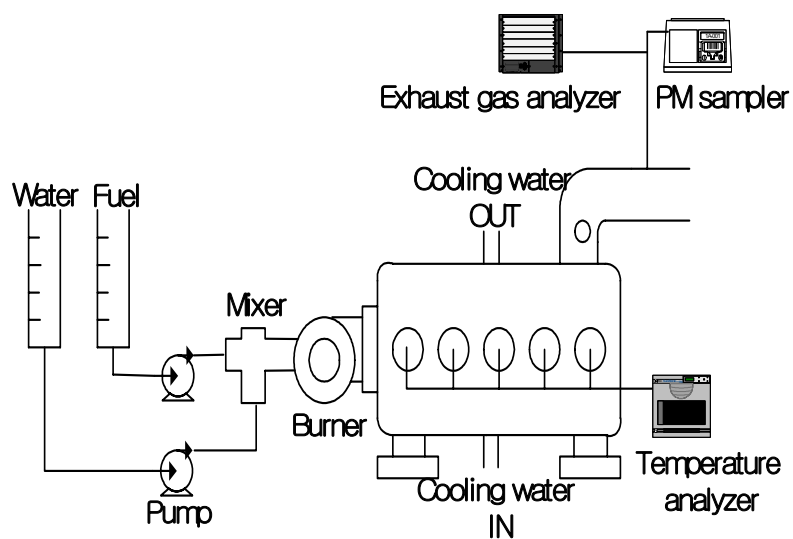 Exhaust gas analyzer
PM sampler
Cooling water
OUT
Water
Fuel
Mixer
Burner
Pump
Cooling water
IN
Temperature
analyzer